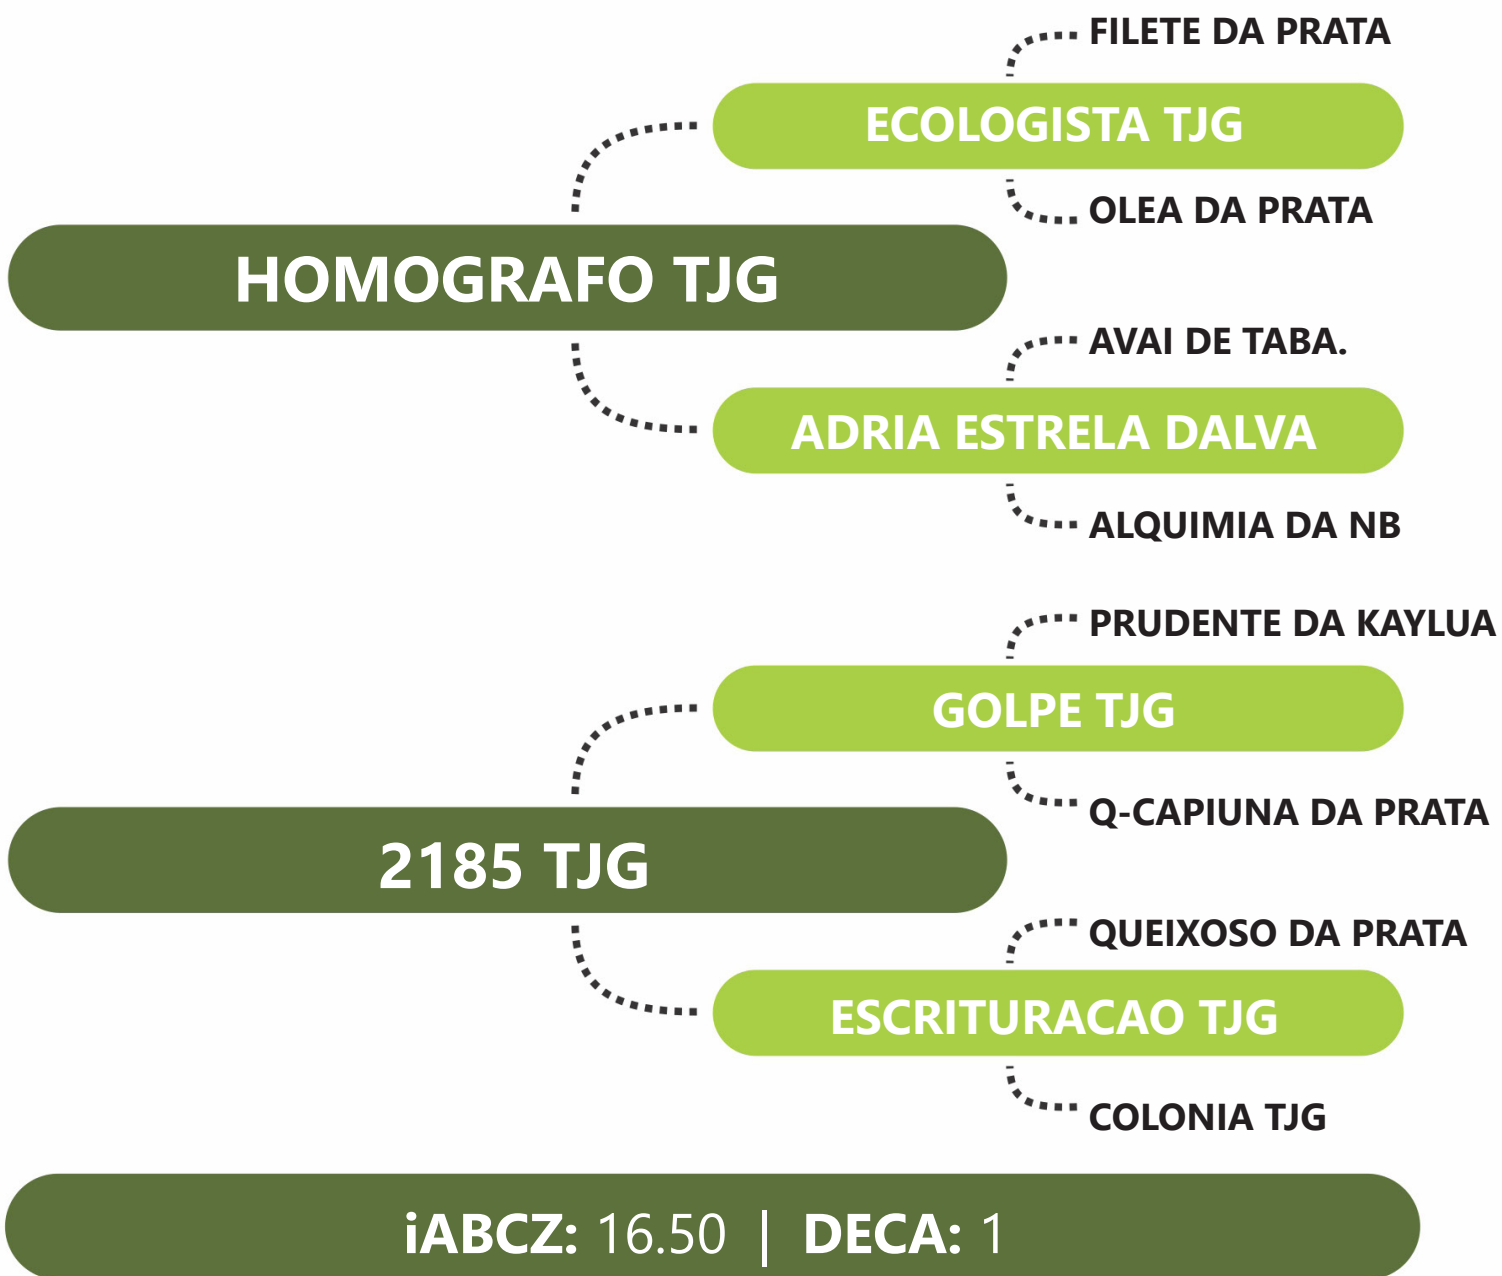 FILETE DA PRATA
ECOLOGISTA TJG
OLEA DA PRATA
HOMOGRAFO TJG
AVAI DE TABA.
ADRIA ESTRELA DALVA
ALQUIMIA DA NB
PRUDENTE DA KAYLUA
GOLPE TJG
Q-CAPIUNA DA PRATA
2185 TJG
QUEIXOSO DA PRATA
ESCRITURACAO TJG
COLONIA TJG
iABCZ: 16.50 | DECA: 1